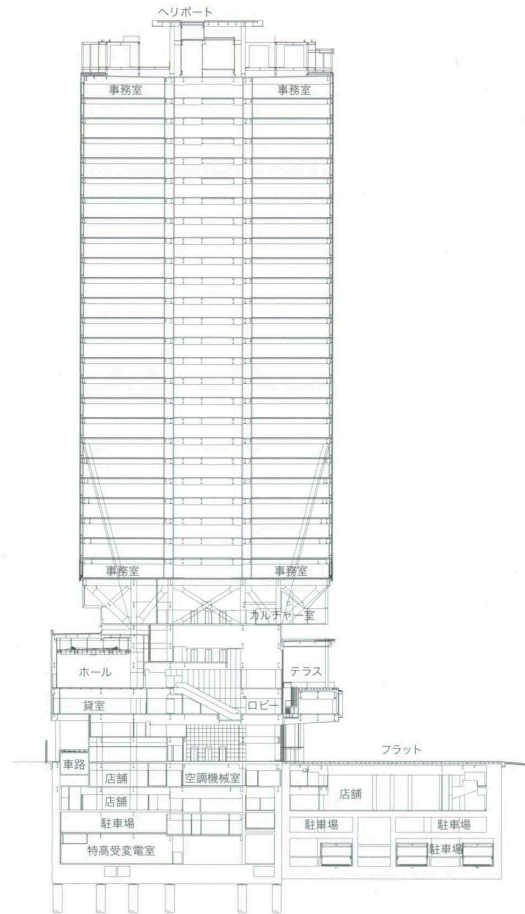 ヘリポート
事務室 事務室
事務室 事務室
カルチャー室
ホール テラス
貸室 ロビー
フラット
車路
店舗 空調機械室
店舗
店舗
駐車場 駐車場 駐車場
駐車場
特高受変電室